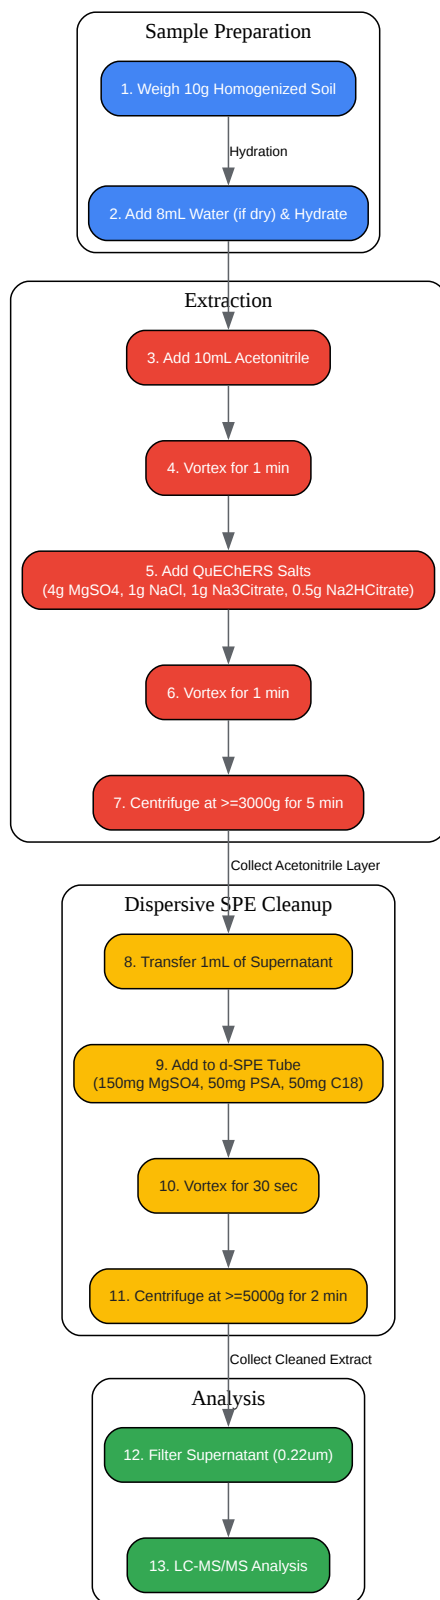 Sample Preparation
1. Weigh 10g Homogenized Soil
Hydration
2. Add 8mL Water (if dry) & Hydrate
Extraction
3. Add 10mL Acetonitrile
4. Vortex for 1 min
5. Add QuEChERS Salts
(4g MgSO4, 1g NaCl, 1g Na3Citrate, 0.5g Na2HCitrate)
6. Vortex for 1 min
7. Centrifuge at >=3000g for 5 min
Collect Acetonitrile Layer
Dispersive SPE Cleanup
8. Transfer 1mL of Supernatant
9. Add to d-SPE Tube
(150mg MgSO4, 50mg PSA, 50mg C18)
10. Vortex for 30 sec
11. Centrifuge at >=5000g for 2 min
Collect Cleaned Extract
Analysis
12. Filter Supernatant (0.22um)
13. LC-MS/MS Analysis